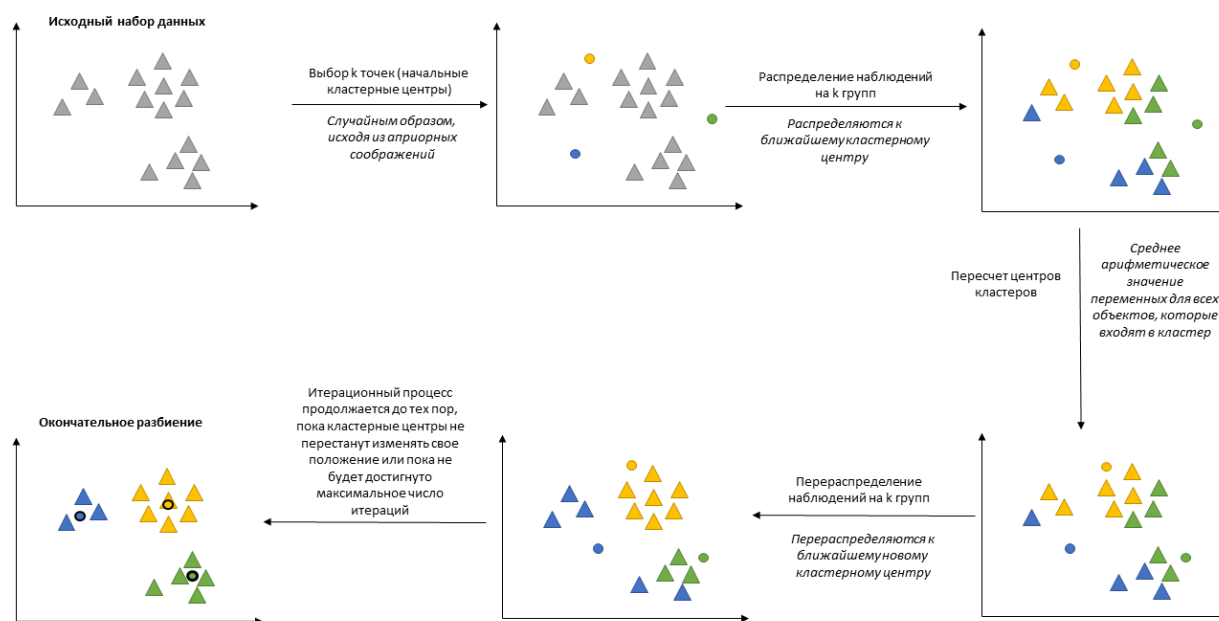 Исходный набор данных
Выбор k точек (начальные
кластерные центры)
Случайным образом,
исходя из априорных
соображений
Распределение наблюдений
на k групп
Распределяются к
ближайшему кластерному
центру
Пересчет центров
кластеров
Среднее
арифметическое
значение
переменных для всех
объектов, которые
входят в кластер
Перераспределение
наблюдений на k групп
Перераспределяются к
ближайшему новому
кластерному центру
Итерационный процесс
продолжается до тех пор,
пока кластерные центры не
перестанут изменять свое
положение или пока не
будет достигнуто
максимальное число
итераций
Окончательное разбиение